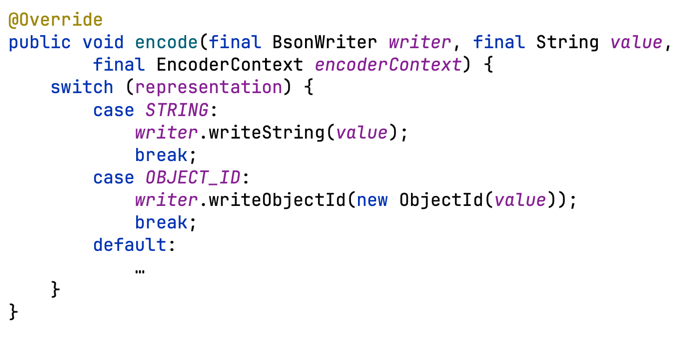 @Override
public void encode(final BsonWriter writer, final String value,
        final EncoderContext encoderContext) {
    switch (representation) {
        case STRING:
            writer.writeString(value);
            break;
        case OBJECT_ID:
            writer.writeObjectId(new ObjectId(value));
            break;
        default:
            …
    }
}